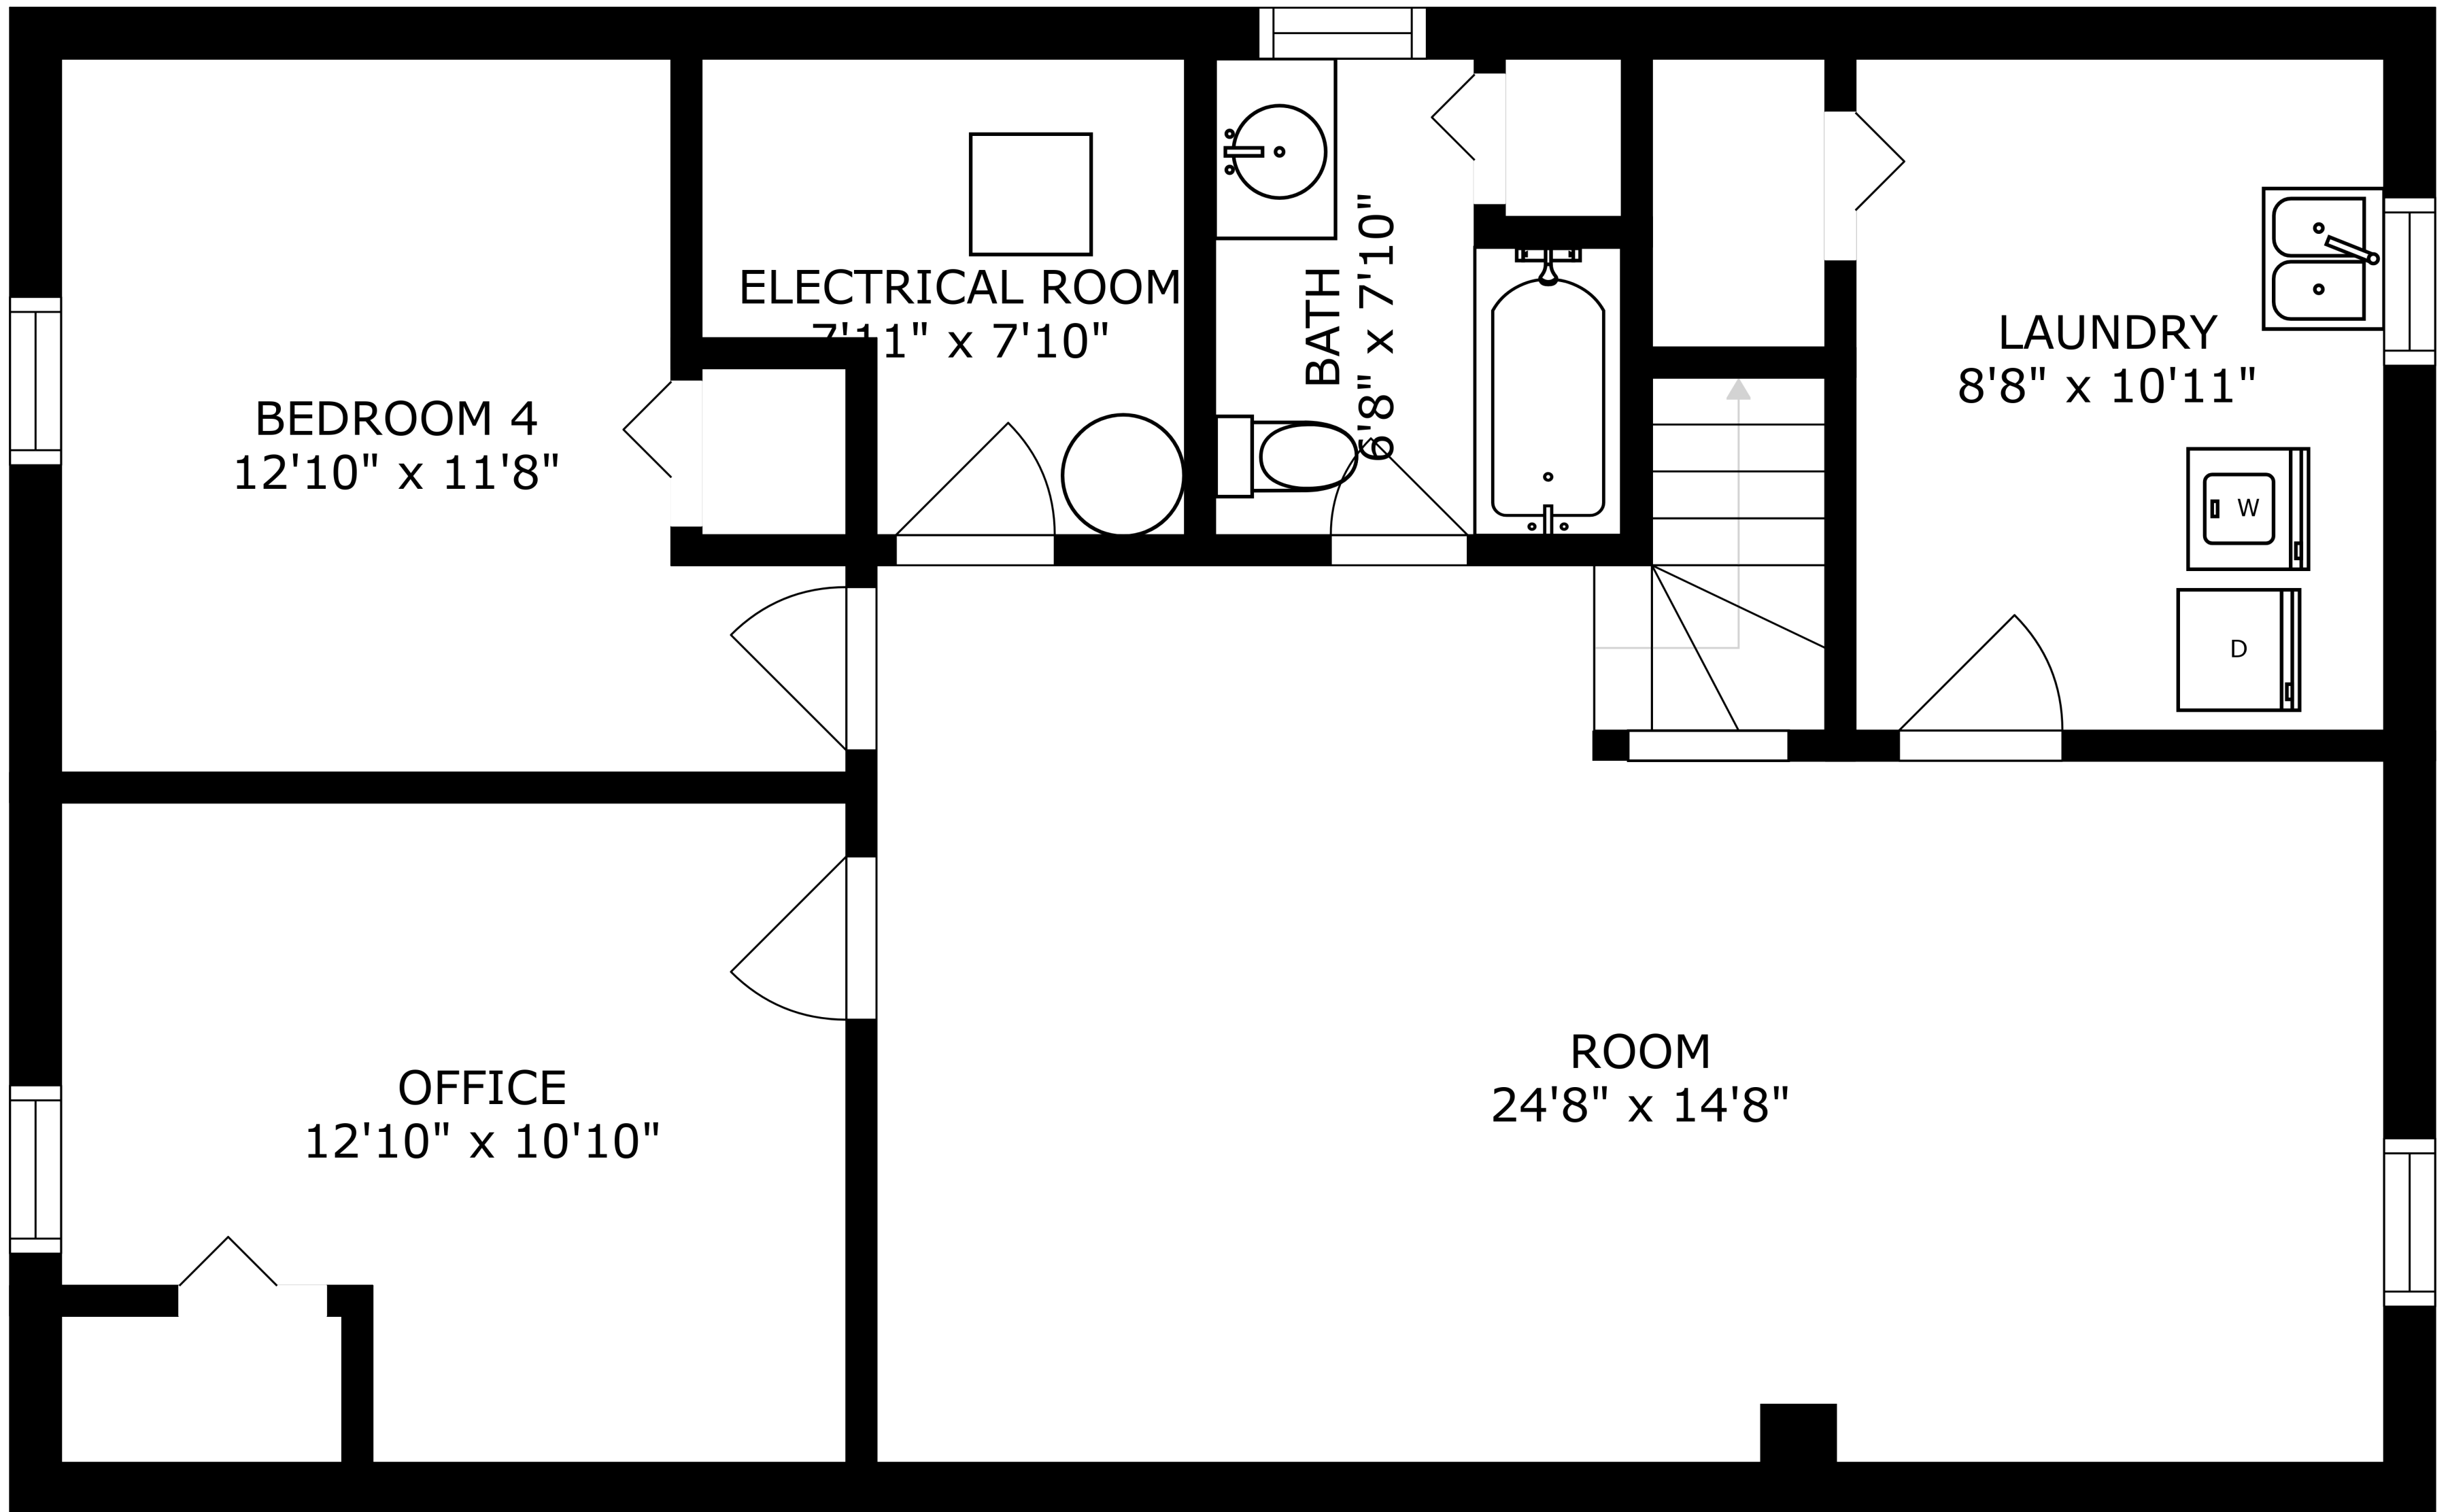 ELECTRICAL ROOM
7'11" x 7'10"
BATH
6'8" x 7'10"
LAUNDRY
8'8" x 10'11"
BEDROOM 4
12'10" x 11'8"
W
D
ROOM
24'8" x 14'8"
OFFICE
12'10" x 10'10"